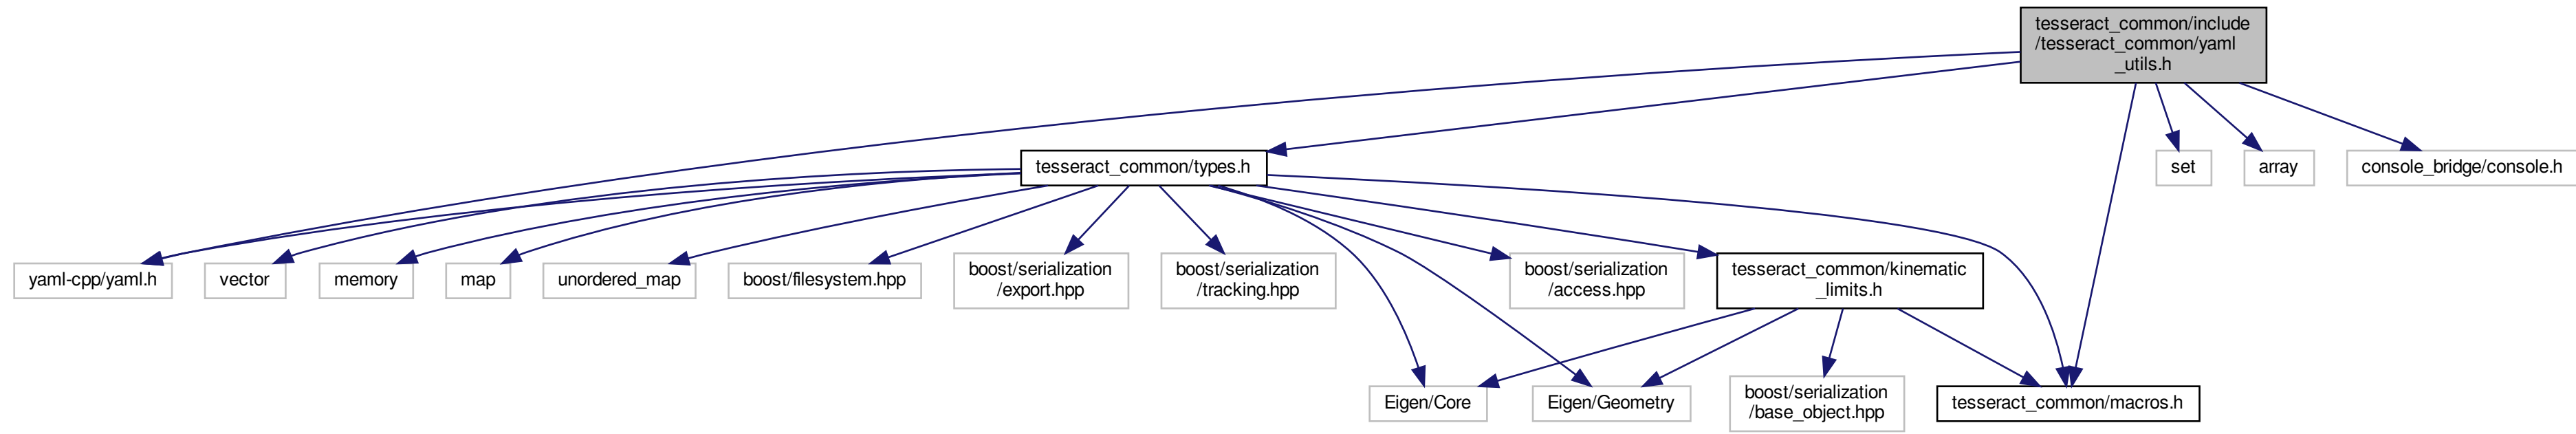 tesseract_common/include
/tesseract_common/yaml
_utils.h
tesseract_common/types.h
set
array
console_bridge/console.h
yaml-cpp/yaml.h
vector
memory
map
unordered_map
boost/filesystem.hpp
boost/serialization
/export.hpp
boost/serialization
/tracking.hpp
boost/serialization
/access.hpp
tesseract_common/kinematic
_limits.h
Eigen/Core
Eigen/Geometry
boost/serialization
/base_object.hpp
tesseract_common/macros.h